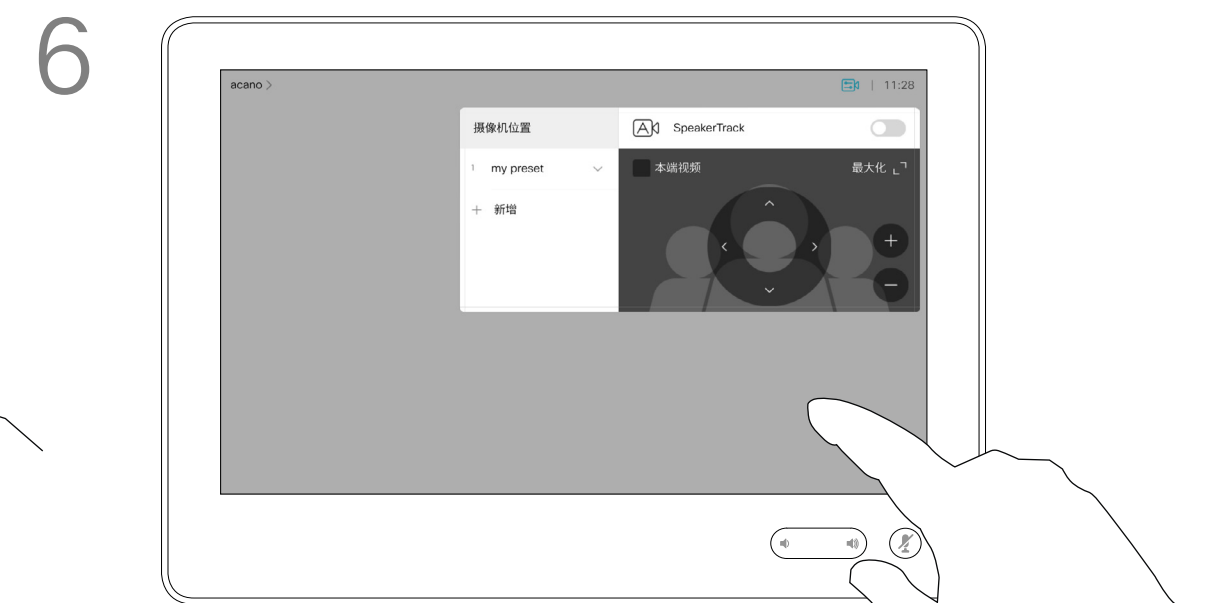 6
acano >
11:28
摄像机位置
SpeakerTrack
1 my preset
本端视频
最大化
+ 新增